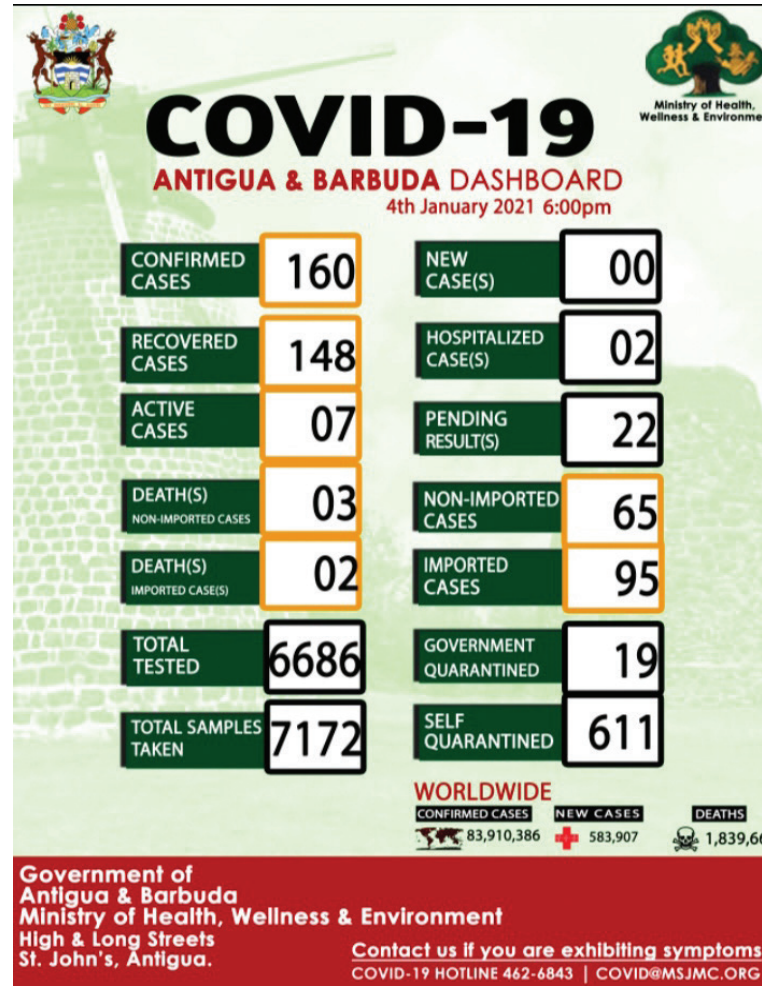 Ministry of Health,
COVID-19
ANTIGUA & BARBUDA DASHBOARD
4th January 2021 6:00pm
CONFIRMED
CASES
160
RECOVERED
CASES
148
ACTIVE
CASES
07
DEATH(S)
NON-IMPORTED CASES
03
DEATH(S)
IMPORTED CASE(S)
02
TOTAL
TESTED
6686
TOTAL SAMPLES
TAKEN
7172
Wellness &
NEW
CASE(S)
00
HOSPITALIZED
CASE(S)
02
PENDING
RESULT(S)
22
NON-IMPORTED
CASES
65
IMPORTED
CASES
95
GOVERNMENT
QUARANTINED
19
SELF
QUARANTINED
611
WORLDWIDE
CONFIRMED CASES NEW CASES DEATHS
83,910,386 583,907
Government of
Antigua & Barbuda
Ministry of Health, Wellness & Environment
High & Long Streets
St. John's, Antigua.
Contact us if you are exhibiting symptoms
COVID-19 HOTLINE 462-6843 | COVID@MSJMC.ORG